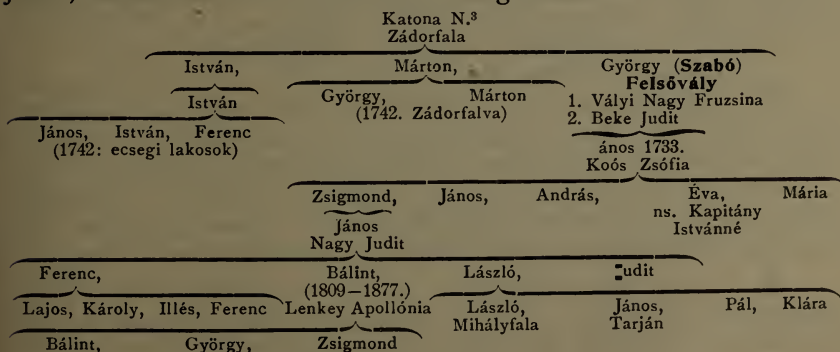 Katona N.³
Zádorfala
István, Márton, György (Szabó)
Felsővály
István György, Márton 1. Vályi Nagy Fruzsina
(1742. Zádorfalva) 2. Beke Judit
János, István, Ferenc
(1742: ecsegi lakosok) ános 1733.
Koós Zsófia
Zsigmond, János, András, Éva, Mária
ns. Kapitány
Istvánné
János
Nagy Judit
Ferenc, Bálint, László, udit
(1809—1877.)
Lajos, Károly, Illés, Ferenc Lenkey Apollónia László, János, Pál, Klára
Mihályfala Tarján
Bálint, György, Zsigmond